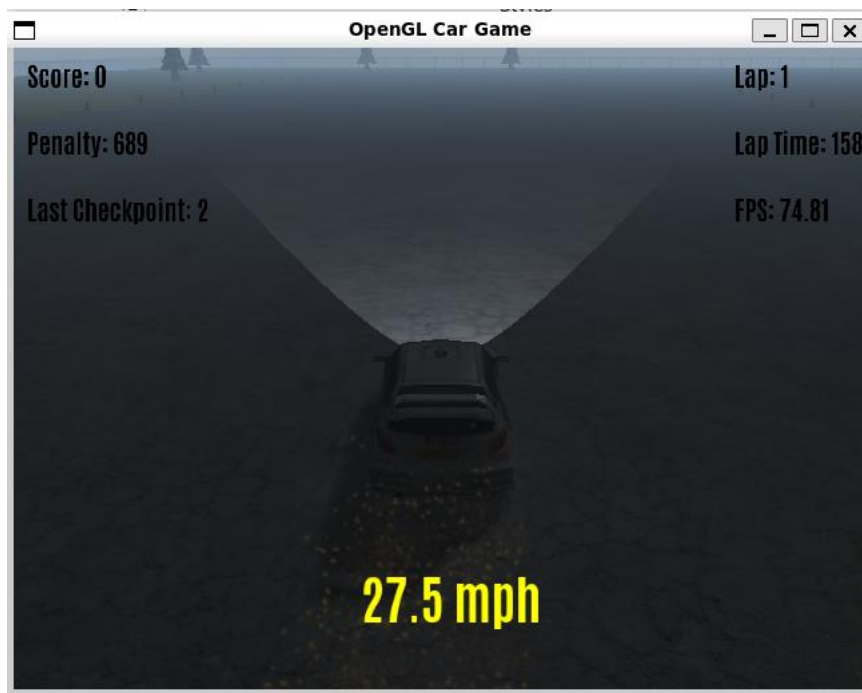 OpenGL Car Game
Score: 0
Lap: 1
Penalty: 689
Lap Time: 158
Last Checkpoint: 2
FPS: 74.81
27.5 mph